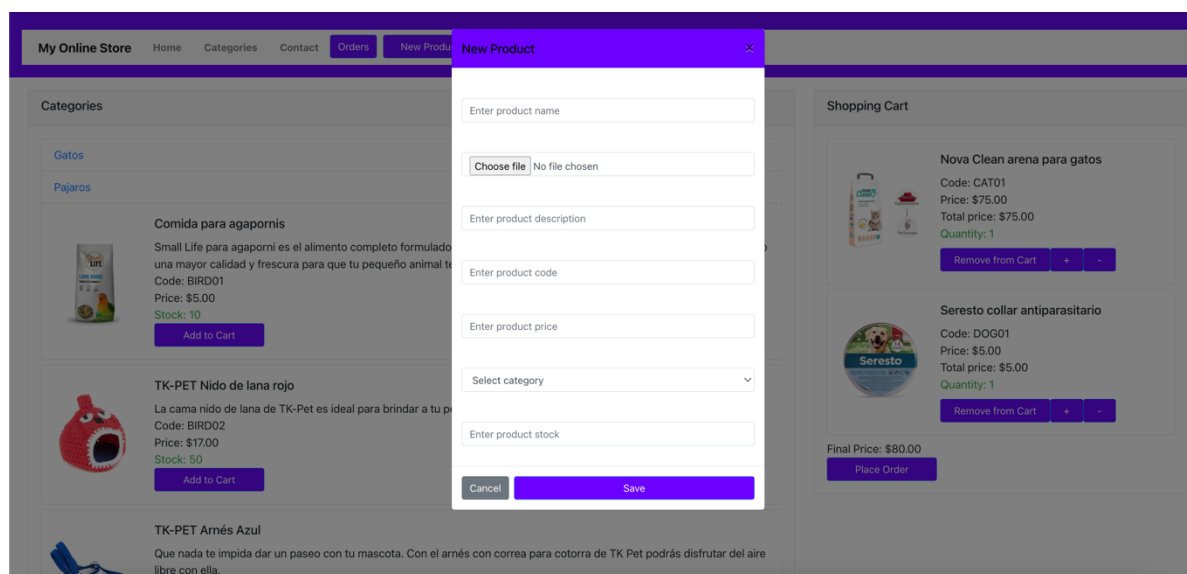 My Online Store Home Categories Contact Orders New Produ
New Product ×
Categories
Gatos
Pajaros
Comida para agapornis
Small Life para agaporni es el alimento completo formulado
una mayor calidad y frescura para que tu pequeño animal te
Code: BIRD01
Price: $5.00
Stock: 10
Add to Cart
TK-PET Nido de lana rojo
La cama nido de lana de TK-Pet es ideal para brindar a tu pe
Code: BIRD02
Price: $17.00
Stock: 50
Add to Cart
TK-PET Arnés Azul
Que nada te impida dar un paseo con tu mascota. Con el arnés con correa para cotorra de TK Pet podrás disfrutar del aire
libre con ella.
Enter product name
Choose file No file chosen
Enter product description
Enter product code
Enter product price
Select category
Enter product stock
Cancel Save
Shopping Cart
Nova Clean arena para gatos
Code: CAT01
Price: $75.00
Total price: $75.00
Quantity: 1
Remove from Cart + -
Seresto collar antiparasitario
Seresto
Code: DOG01
Price: $5.00
Total price: $5.00
Quantity: 1
Remove from Cart + -
Final Price: $80.00
Place Order